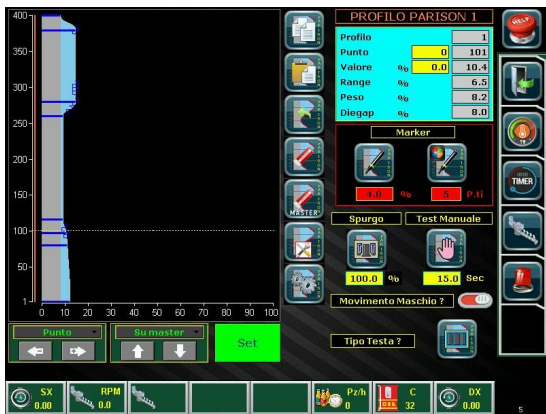 PROFILO PARISON 1
HELP
Profilo 1
Punto 0 101
Valore % 0.0 10.4
Range % 6.5
Peso % 8.2
Diegap % 8.0
Marker
4.0 % 5 P.ti
MASTER
TIMER
Spurgo Test Manuale
100.0 % 15.0 Sec
Movimento Maschio ?
Tipo Testa ?
400
350
300
250
200
150
100
50
1
0 10 20 30 40 50 60 70 80 90 100
Punto Su master Set
SX 0.00
RPM 0.0
Pz/h 0
C 32
DX 0.00
5